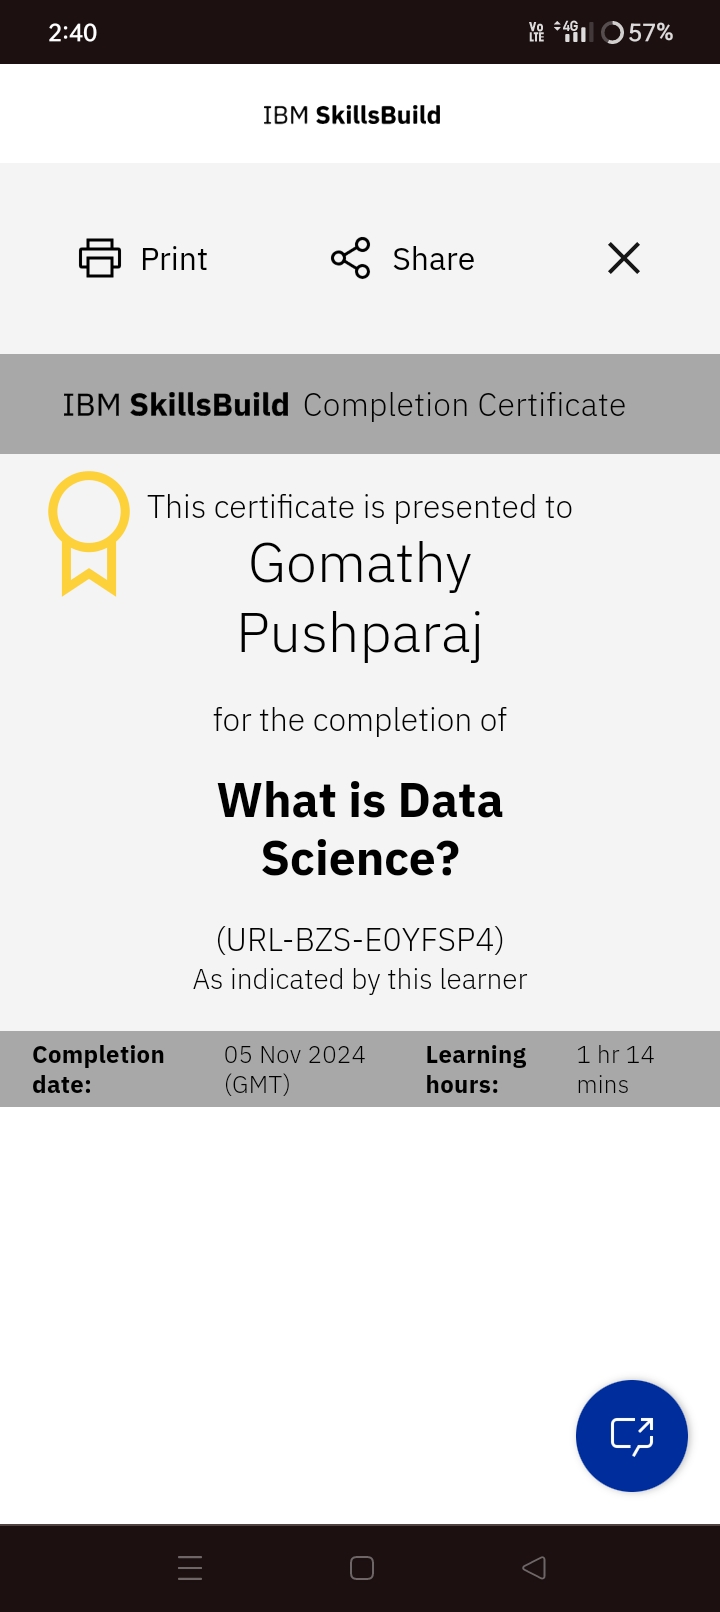 2:40 Vo LTE 4G 57%
IBM SkillsBuild
Print Share
IBM SkillsBuild Completion Certificate
This certificate is presented to
Gomathy
Pushparaj
for the completion of
What is Data
Science?
(URL-BZS-E0YFSP4)
As indicated by this learner
Completion date: 05 Nov 2024 (GMT) Learning hours: 1 hr 14 mins